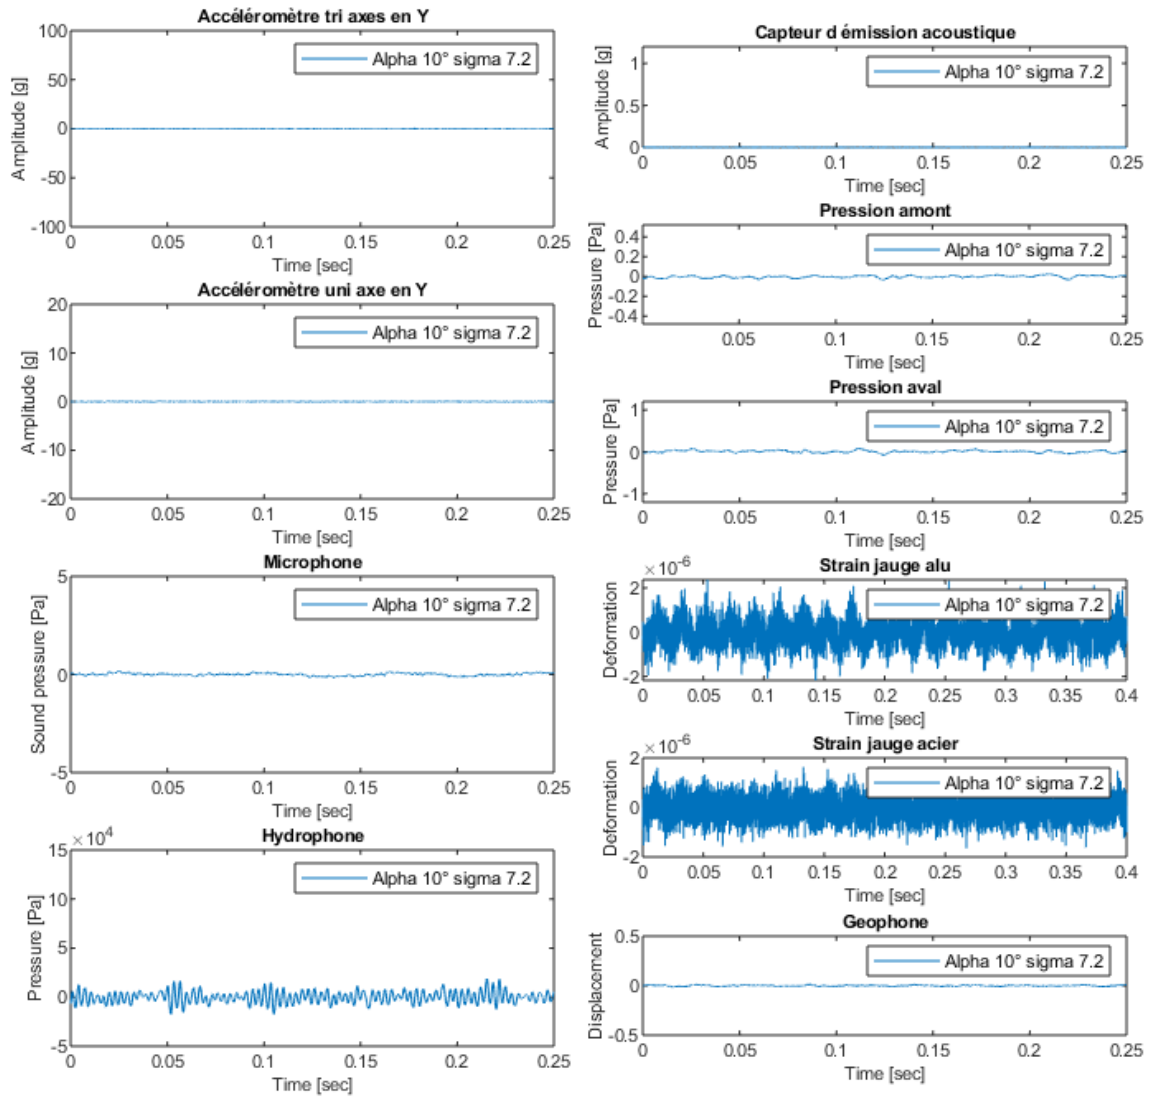 Accéléromètre tri axes en Y
Alpha 10° sigma 7.2
Amplitude [g]
100
50
0
-50
-100
0 0.05 0.1 0.15 0.2 0.25
Time [sec]
Accéléromètre uni axe en Y
Alpha 10° sigma 7.2
Amplitude [g]
20
10
0
-10
-20
0 0.05 0.1 0.15 0.2 0.25
Time [sec]
Microphone
Alpha 10° sigma 7.2
Sound pressure [Pa]
5
0
-5
0 0.05 0.1 0.15 0.2 0.25
Time [sec]
Hydrophone
×10⁴
Alpha 10° sigma 7.2
Pressure [Pa]
15
10
5
0
-5
0 0.05 0.1 0.15 0.2 0.25
Time [sec]
Capteur d émission acoustique
Alpha 10° sigma 7.2
Amplitude [g]
1
0.5
0
0 0.05 0.1 0.15 0.2 0.25
Time [sec]
Pression amont
Alpha 10° sigma 7.2
Pressure [Pa]
0.4
0.2
0
-0.2
-0.4
0.05 0.1 0.15 0.2 0.25
Time [sec]
Pression aval
Alpha 10° sigma 7.2
Pressure [Pa]
1
0
-1
0.05 0.1 0.15 0.2 0.25
Time [sec]
Strain jauge alu
×10⁻⁶
Alpha 10° sigma 7.2
Deformation
2
0
-2
0 0.05 0.1 0.15 0.2 0.25 0.3 0.35 0.4
Time [sec]
Strain jauge acier
×10⁻⁶
Alpha 10° sigma 7.2
Deformation
2
0
-2
0 0.05 0.1 0.15 0.2 0.25 0.3 0.35 0.4
Time [sec]
Geophone
Alpha 10° sigma 7.2
Displacement
0.5
0
-0.5
0 0.05 0.1 0.15 0.2 0.25
Time [sec]